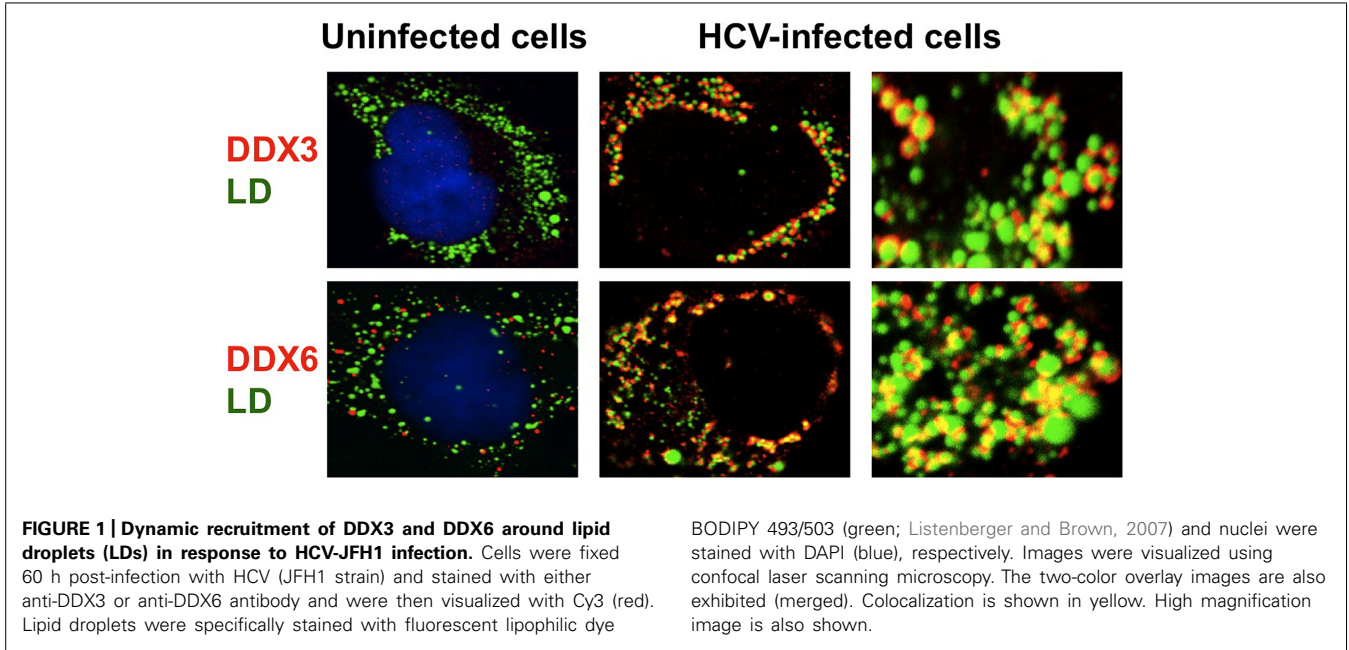 Uninfected cells
HCV-infected cells
DDX3
LD
DDX6
LD
FIGURE 1 | Dynamic recruitment of DDX3 and DDX6 around lipid
droplets (LDs) in response to HCV-JFH1 infection. Cells were fixed
60 h post-infection with HCV (JFH1 strain) and stained with either
anti-DDX3 or anti-DDX6 antibody and were then visualized with Cy3 (red).
Lipid droplets were specifically stained with fluorescent lipophilic dye
BODIPY 493/503 (green; Listenberger and Brown, 2007) and nuclei were
stained with DAPI (blue), respectively. Images were visualized using
confocal laser scanning microscopy. The two-color overlay images are also
exhibited (merged). Colocalization is shown in yellow. High magnification
image is also shown.